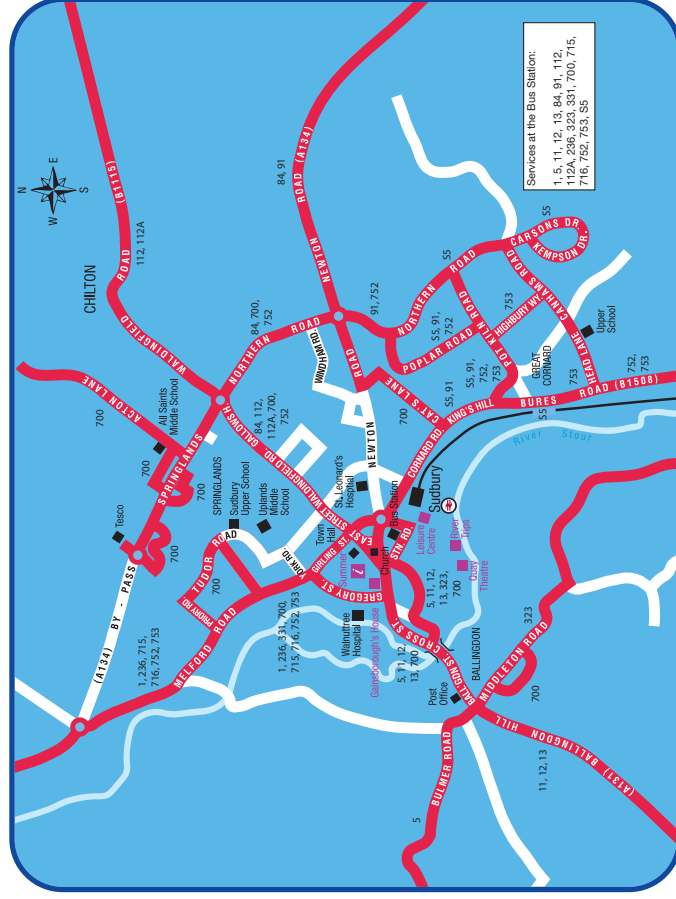 N
E
S
W
CHILTON
(B1115)
112, 112A
WALDINGFIELD ROAD
ACTON LANE
700
All Saints
Middle School
700
SPRINGLANDS
700
Tesco
700
(A134) BY - PASS
SPRINGLANDS
Sudbury
Upper School
Uplands
Middle
School
TUDOR ROAD
PRIORY RD.
700
MELFORD ROAD
1, 236, 715,
716, 752, 753
1, 236, 331, 700,
715, 716, 752, 753
YORK RD.
GIRLING ST.
GREGORY ST.
EAST STREET
WALDINGFIELD RD.
GALLOWSH
84, 112,
112A, 700,
752
NORTHERN ROAD
84, 700,
752
WINDHAM RD.
NEWTON ROAD (A134)
84, 91
NEWTON ROAD
St. Leonard's
Hosphtal
Town
Hall
Summer
i
Church
Gainsborough's House
Walnuttree
Hospital
Bus Station
STN. RD.
Sudbury
Leisure
Centre
River
Trips
Quay
Theatre
CROSS ST.
5, 11, 12,
13, 700
5, 11, 12,
13, 323,
700
BALL'GDN ST.
BALLINGDON
Post
Office
BULMER ROAD
5
MIDDLETON ROAD
323
700
BALLINGDON HILL
(A131)
11, 12, 13
CORNARD RD.
CAT'S LANE
700
KING'S HILL
S5, 91
91, 752
NORTHERN ROAD
S5
POPLAR ROAD
S5, 91,
752
POT KILN ROAD
S5, 91,
752,
753
HIGHBURY WY.
753
CANHAMS ROAD
CARSONS DR.
KEMPSON DR.
S5
HEAD LANE
753
Upper
School
GREAT
CORNARD
BURES ROAD (B1508)
S5
752,
753
River Stour
Services at the Bus Station:
1, 5, 11, 12, 13, 84, 91, 112,
112A, 236, 323, 331, 700, 715,
716, 752, 753, S5